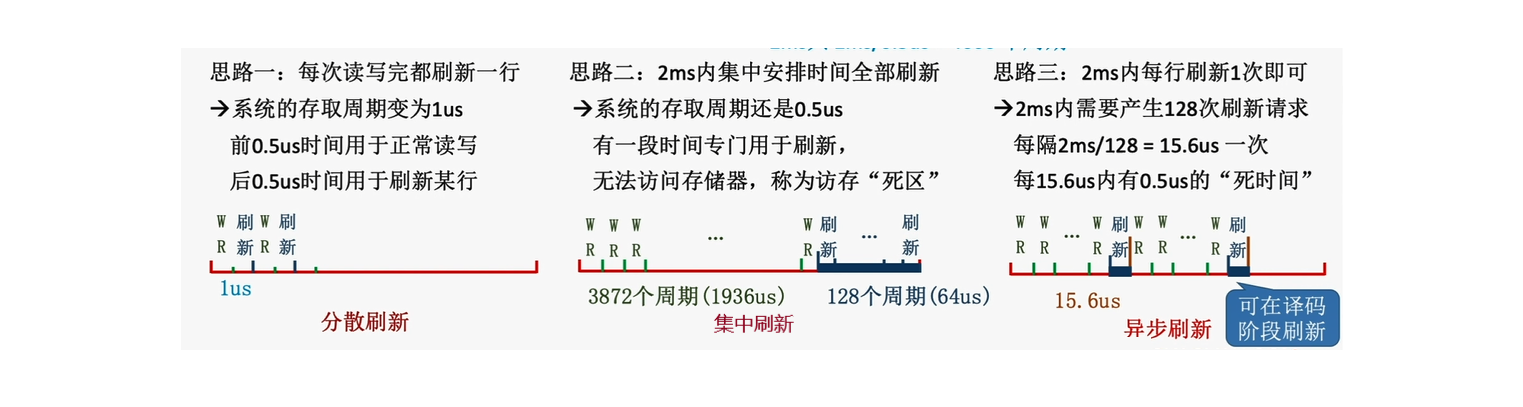 思路一：每次读写完都刷新一行
→系统的存取周期变为1us
前0.5us时间用于正常读写
后0.5us时间用于刷新某行
W 刷 W 刷
R 新 R 新
1us
分散刷新
思路二：2ms内集中安排时间全部刷新
→系统的存取周期还是0.5us
有一段时间专门用于刷新，
无法访问存储器，称为访存“死区”
W W W … W 刷 … 刷
R R R R 新 新
3872个周期(1936us) 128个周期(64us)
集中刷新
思路三：2ms内每行刷新1次即可
→2ms内需要产生128次刷新请求
每隔2ms/128 = 15.6us 一次
每15.6us内有0.5us的“死时间”
W W … W 刷 W W … W 刷
R R R 新 R R R 新
15.6us
异步刷新
可在译码
阶段刷新